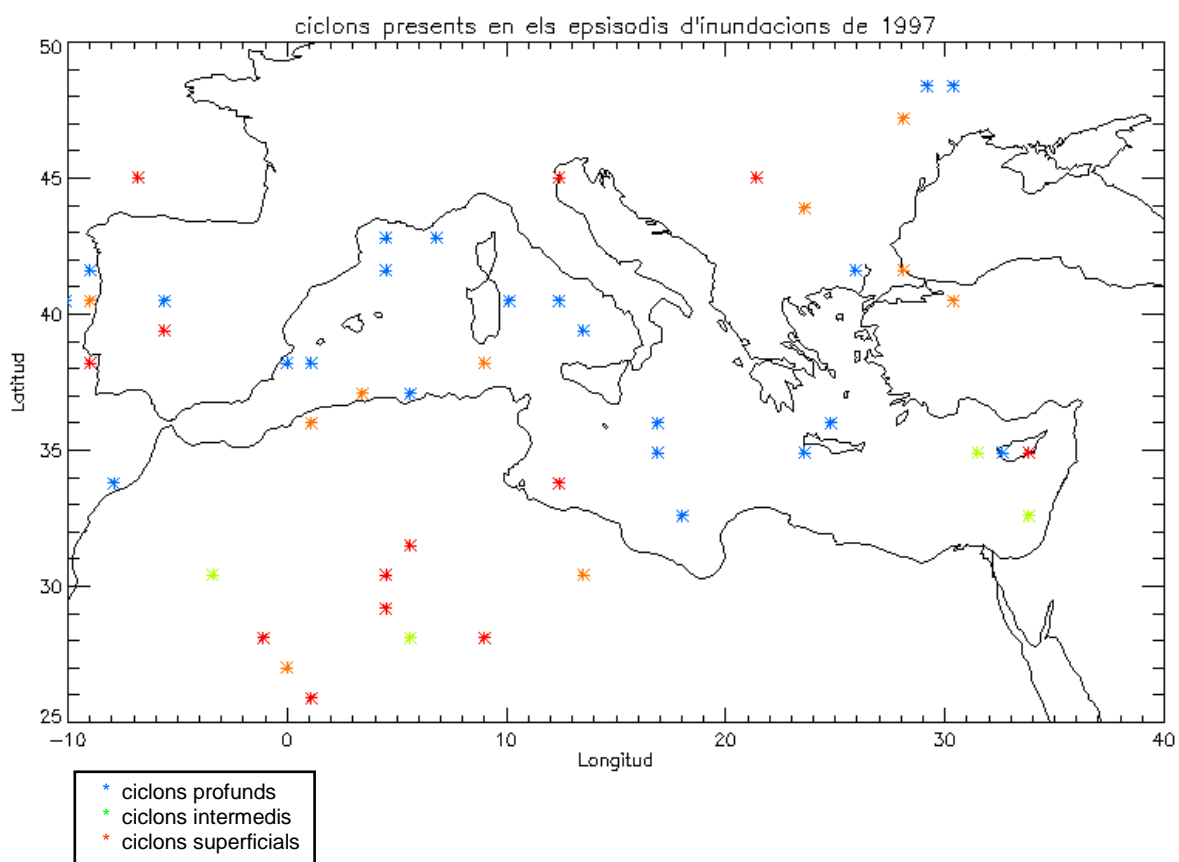 ciclons presents en els epsisodis d'inundacions de 1997
50
45
40
35
30
25
Latitud
-10 0 10 20 30 40
Longitud
* ciclons profunds
* ciclons intermedis
* ciclons superficials